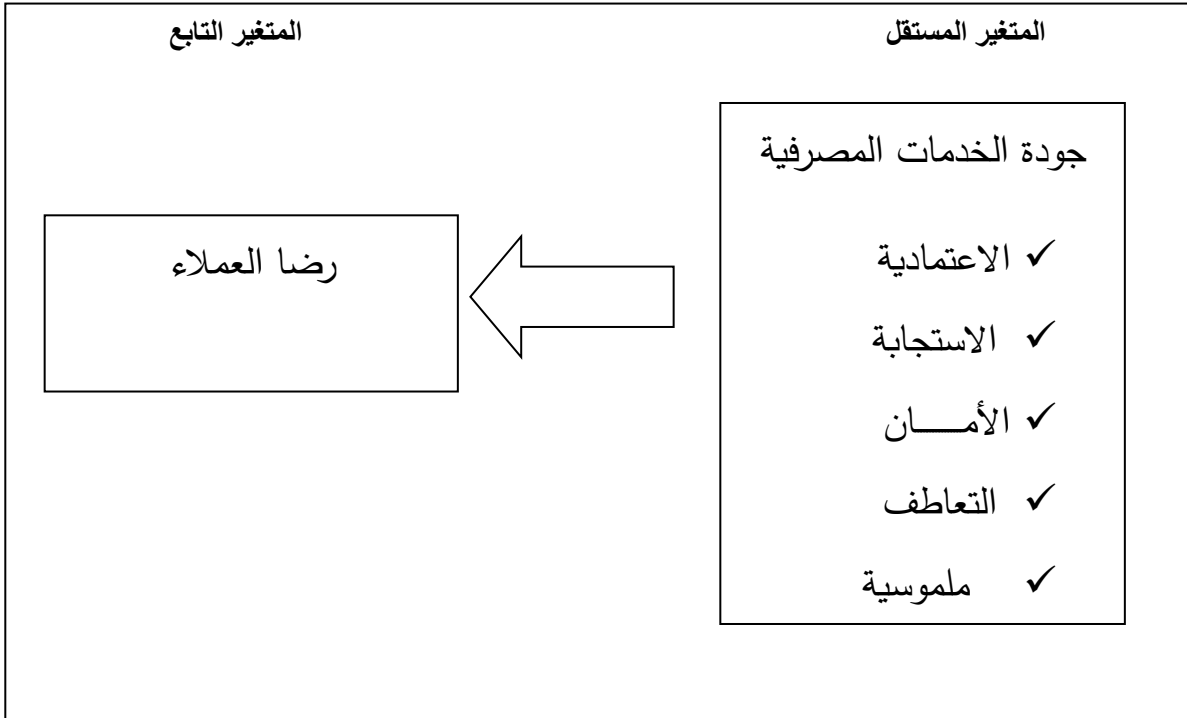 المتغير المستقل
المتغير التابع
جودة الخدمات المصرفية
✓ الاعتمادية
✓ الاستجابة
✓ الأمـــــان
✓ التعاطف
✓ ملموسية
رضا العملاء